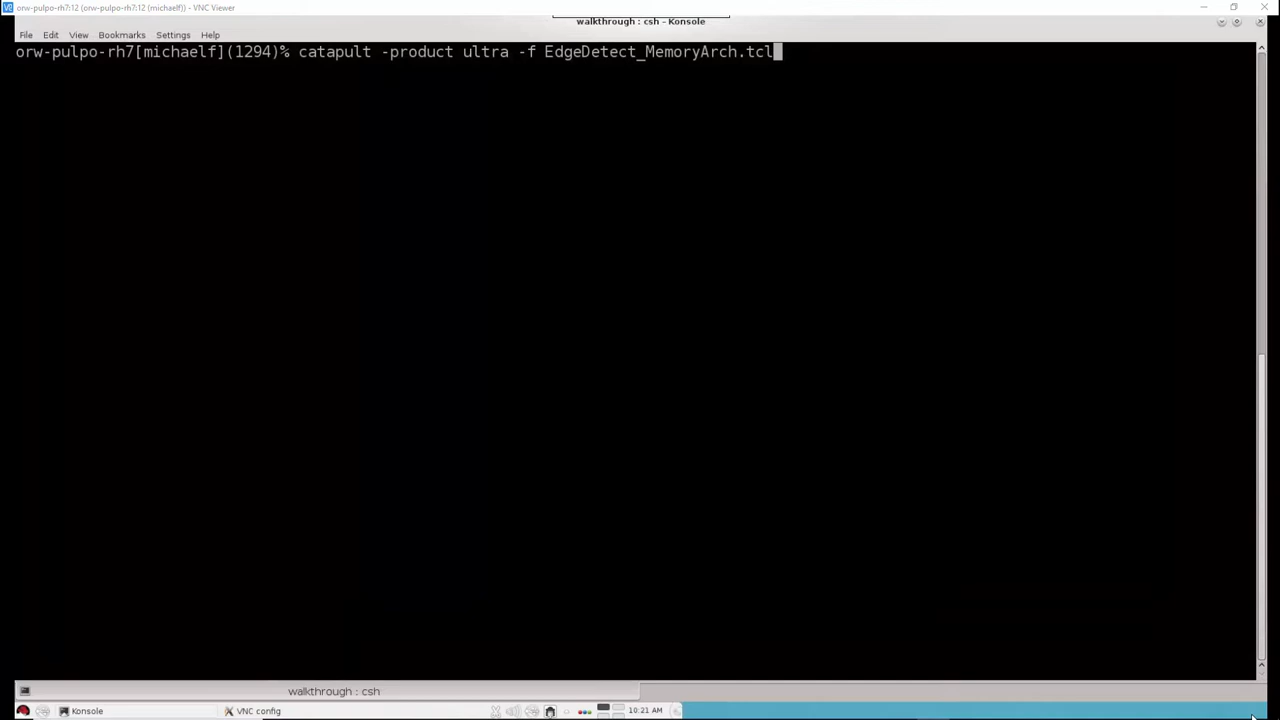 orw-pulpo-rh7:12 (orw-pulpo-rh7:12 (michaelf)) - VNC Viewer
walkthrough : csh - Konsole
File Edit View Bookmarks Settings Help
orw-pulpo-rh7[michaelf](1294)% catapult -product ultra -f EdgeDetect_MemoryArch.tcl
walkthrough : csh
Konsole VNC config 10:21 AM